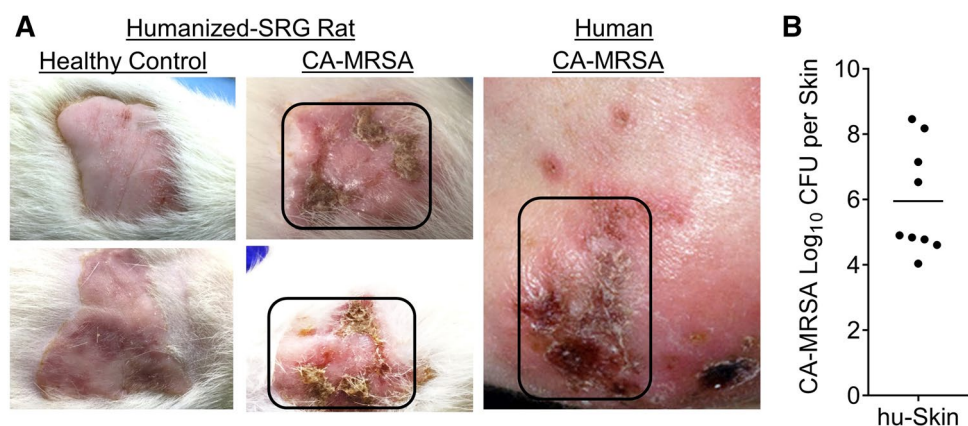 A
Humanized-SRG Rat
Human
Healthy Control
CA-MRSA
CA-MRSA
B
CA-MRSA Log10 CFU per Skin
10
8
6
4
2
0
hu-Skin